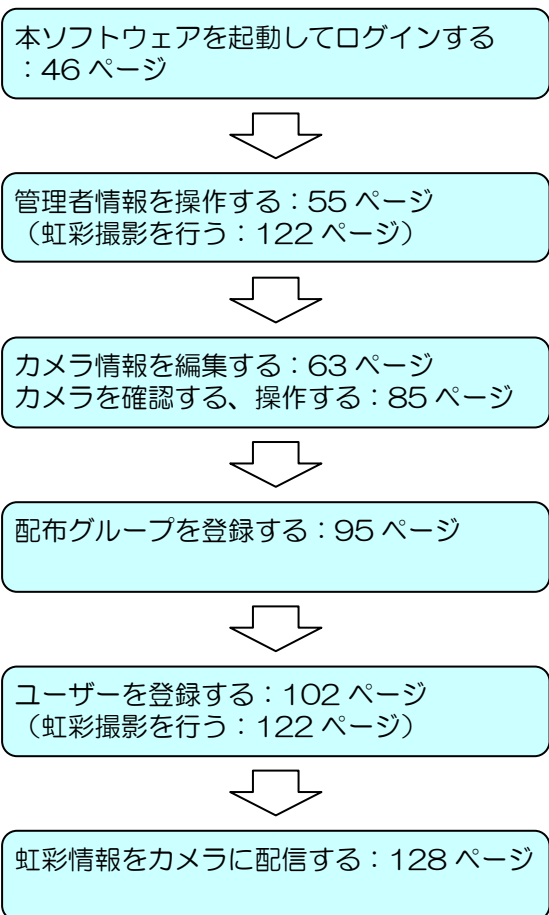 本ソフトウェアを起動してログインする
：46 ページ
管理者情報を操作する：55 ページ
（虹彩撮影を行う：122 ページ）
カメラ情報を編集する：63 ページ
カメラを確認する、操作する：85 ページ
配布グループを登録する：95 ページ
ユーザーを登録する：102 ページ
（虹彩撮影を行う：122 ページ）
虹彩情報をカメラに配信する：128 ページ